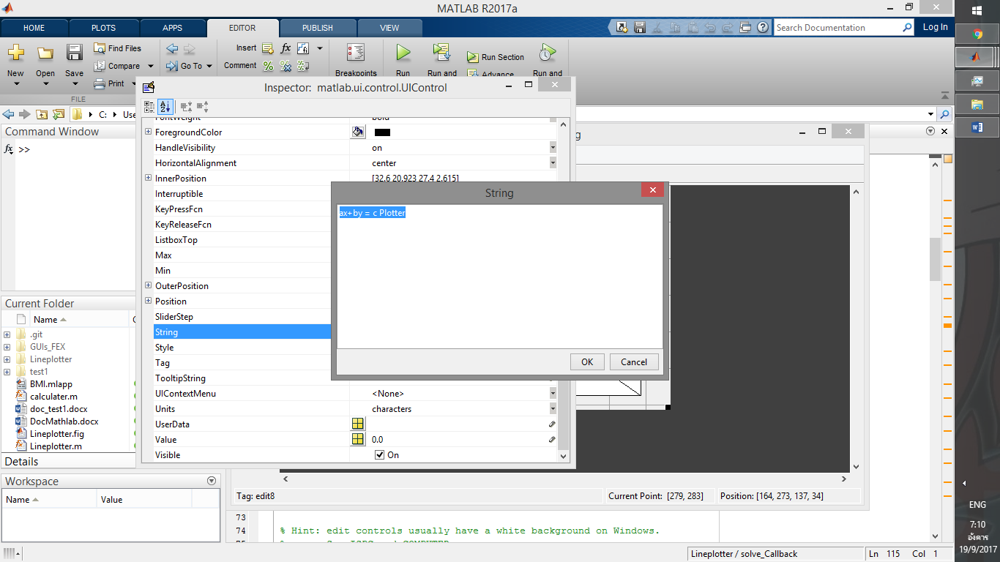 MATLAB R2017a
HOME PLOTS APPS EDITOR PUBLISH VIEW
Search Documentation
Log In
New Open Save
Find Files
Compare
Print
Go To
Insert
Comment
Breakpoints
Run
Run and
Run Section
Advance
Run and
FILE
C: Use
Inspector: matlab.ui.control.UIControl
FontWeight bold
ForegroundColor
HandleVisibility on
HorizontalAlignment center
InnerPosition [32.6 20.923 27.4 2.615]
Interruptible
KeyPressFcn
KeyReleaseFcn
ListboxTop
Max
Min
OuterPosition
Position
SliderStep
String
Style
Tag
TooltipString
UIContextMenu <None>
Units characters
UserData
Value 0.0
Visible On
String
ax+by = c Plotter
OK Cancel
Command Window
fx >>
Current Folder
Name
.git
GUIs_FEX
Lineplotter
test1
BMI.mlapp
calculater.m
doc_test1.docx
DocMathlab.docx
Lineplotter.fig
Lineplotter.m
Details
Workspace
Name Value
Tag: edit8
Current Point: [279, 283]
Position: [164, 273, 137, 34]
73
74 % Hint: edit controls usually have a white background on Windows.
Lineplotter / solve_Callback
Ln 115 Col 1
ENG
7:10
อังคาร
19/9/2017